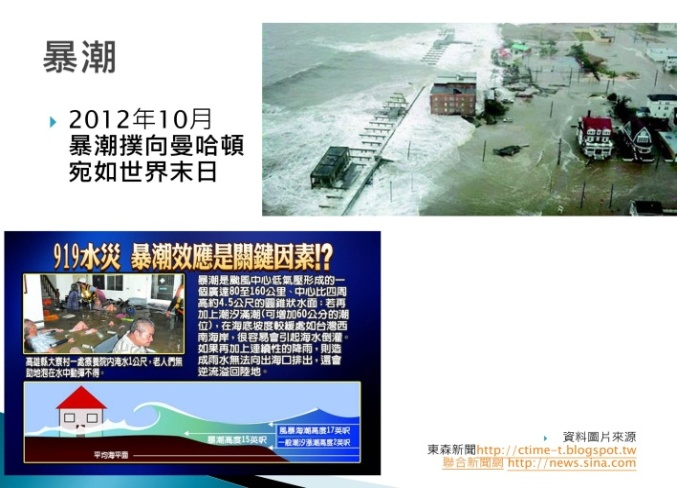 暴潮
2012年10月
暴潮撲向曼哈頓
宛如世界末日
919水災 暴潮效應是關鍵因素!?
暴潮是颱風中心低氣壓形成的一
個廣達80至160公里、中心比四周
高約4.5公尺的圓錐狀水面；若再
加上潮汐滿潮(可增加60公分的潮
位)，在海底坡度較緩處如台灣西
南海岸，很容易會引起海水倒灌。
如果再加上連續性的降雨，則造
成雨水無法向出海口排出，還會
逆流溢回陸地。
高雄縣大寮村一處療養院內淹水1公尺，老人們無
助地泡在水中動彈不得。
風暴海潮高度17英呎
暴潮高度15英呎
一般潮汐漲潮高度2英呎
平均海平面
資料圖片來源
東森新聞http://ctime-t.blogspot.tw
聯合新聞網 http://news.sina.com